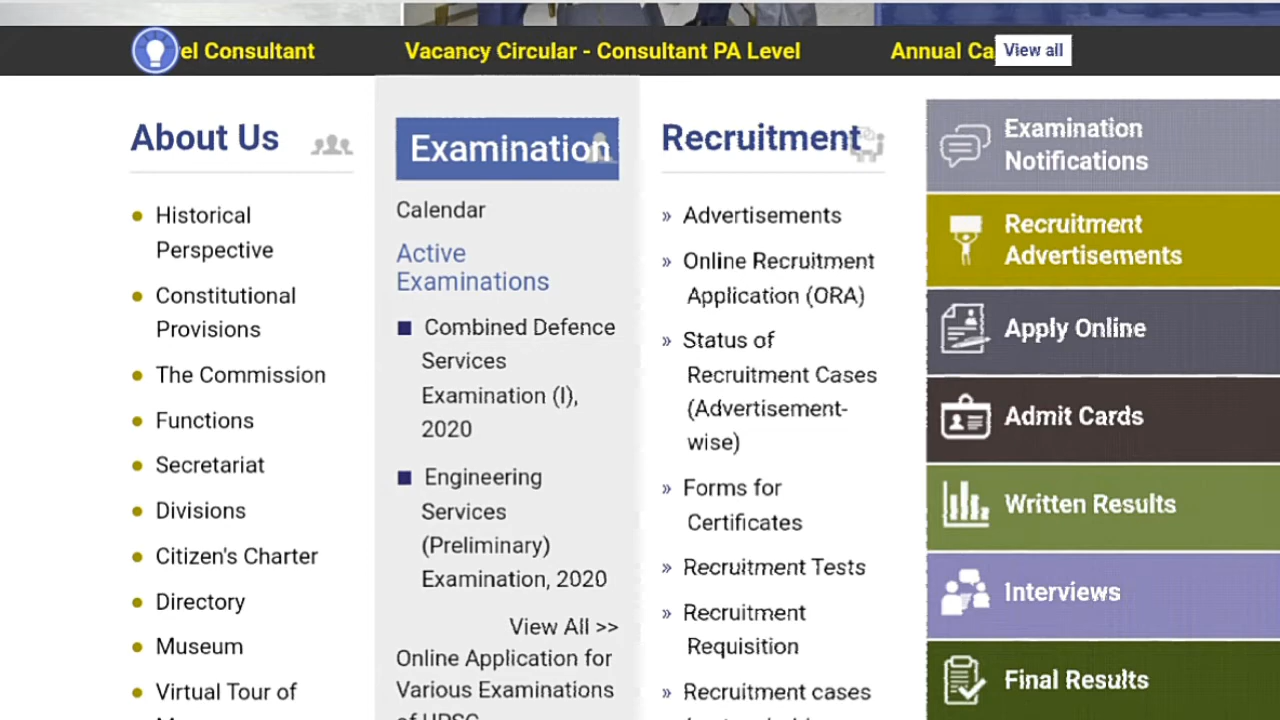 el Consultant
Vacancy Circular - Consultant PA Level
Annual Ca
View all
About Us
Historical
Perspective
Constitutional
Provisions
The Commission
Functions
Secretariat
Divisions
Citizen's Charter
Directory
Museum
Virtual Tour of
Examination
Calendar
Active
Examinations
Combined Defence
Services
Examination (I),
2020
Engineering
Services
(Preliminary)
Examination, 2020
View All >>
Online Application for
Various Examinations
of UPSC
Recruitment
» Advertisements
» Online Recruitment
Application (ORA)
» Status of
Recruitment Cases
(Advertisement-
wise)
» Forms for
Certificates
» Recruitment Tests
» Recruitment
Requisition
» Recruitment cases
Examination
Notifications
Recruitment
Advertisements
Apply Online
Admit Cards
Written Results
Interviews
Final Results